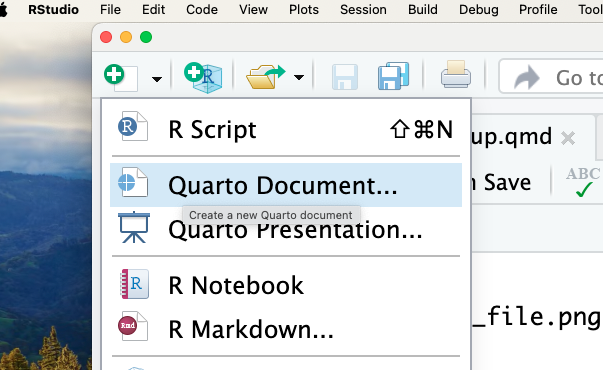 RStudio File Edit Code View Plots Session Build Debug Profile Tool
Go to
R Script ⇧⌘N
up.qmd
Quarto Document...
n Save
ABC
Create a new Quarto document
Quarto Presentation...
R Notebook
_file.png
R Markdown...